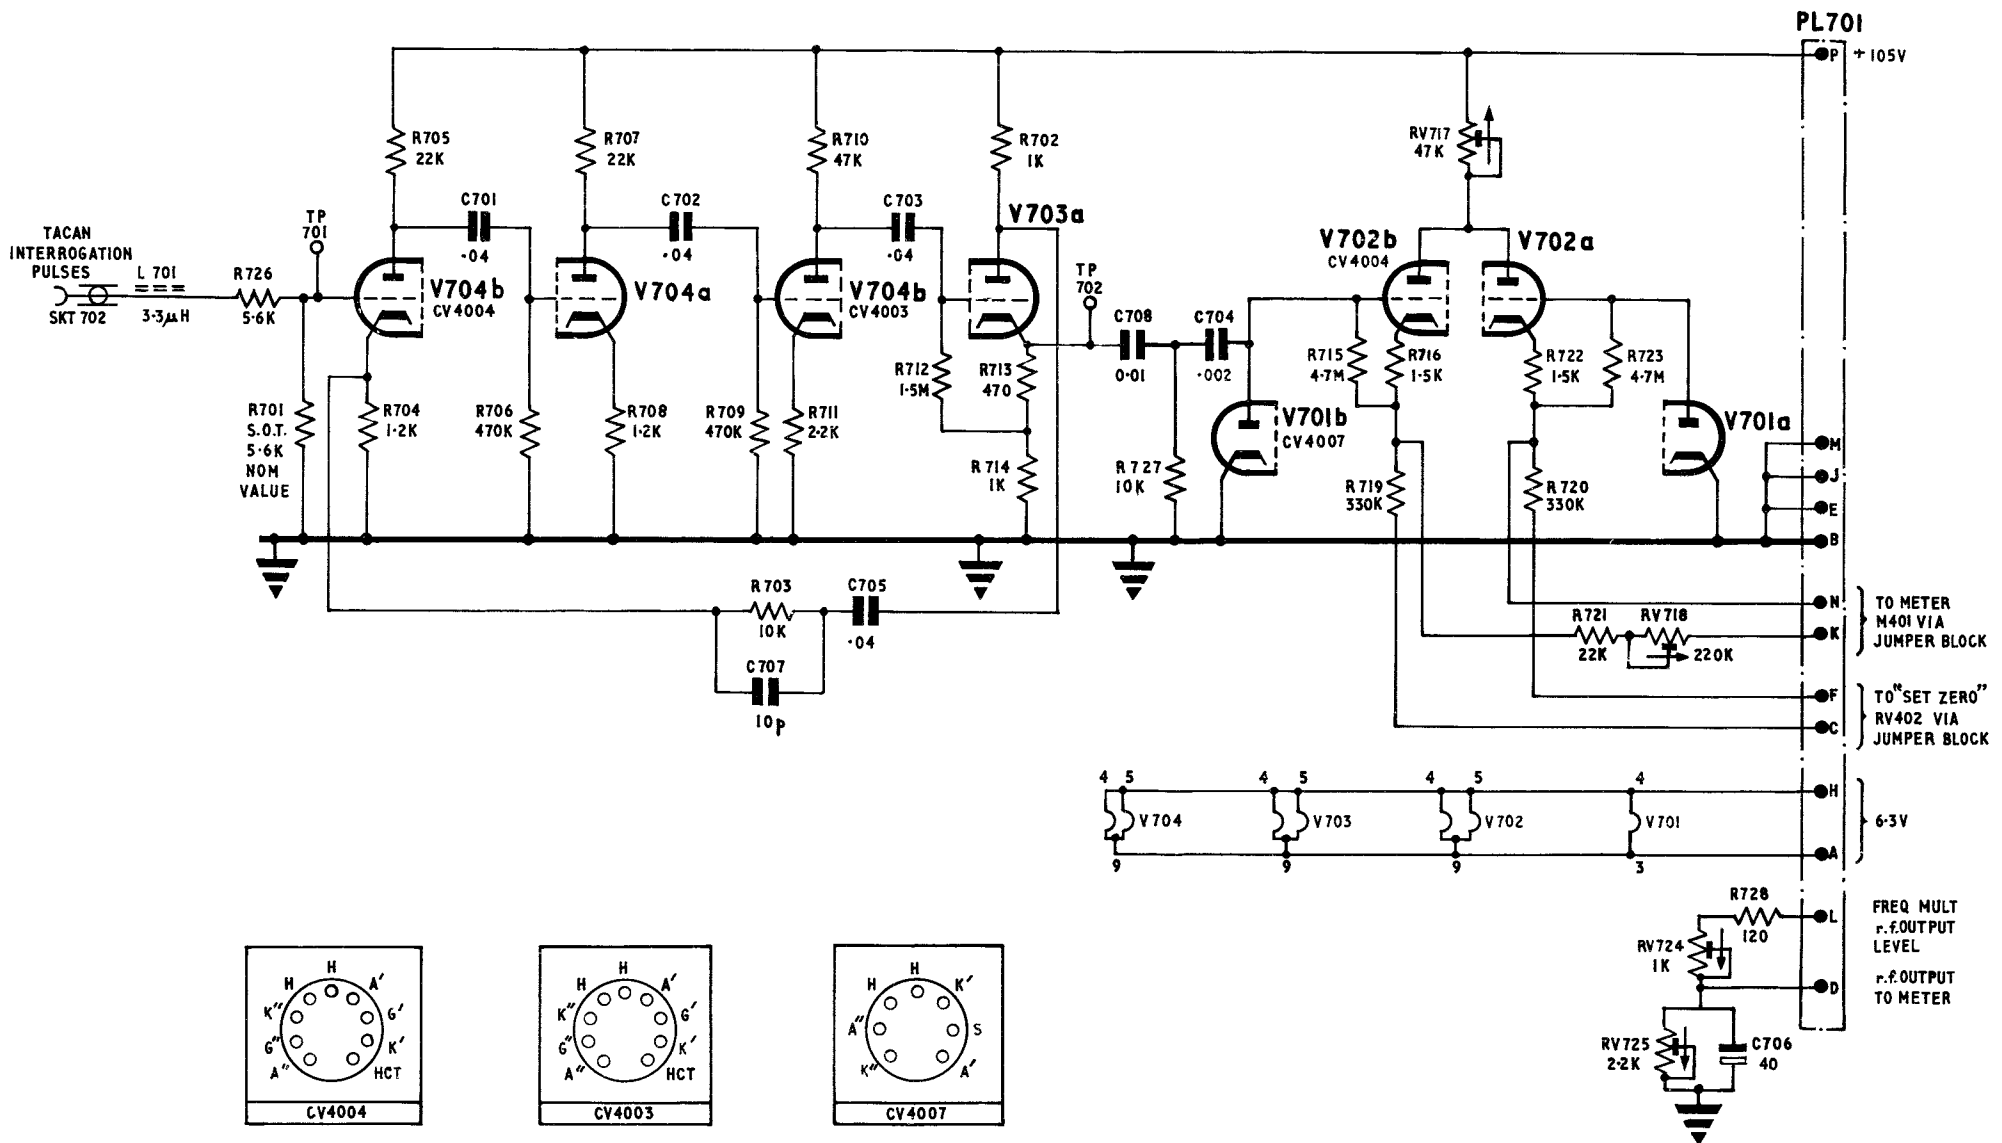 PL701
P
+105V
R705
22K
R707
22K
R710
47K
R702
1K
RV717
47K
TACAN
INTERROGATION
PULSES
SKT 702
L 701
3·3µH
R726
5·6K
TP
701
C701
·04
C702
·04
C703
·04
V703a
V704b
CV4004
V704a
V704b
CV4003
TP
702
C708
0·01
C704
·002
V702b
CV4004
V702a
R701
S.O.T.
5·6K
NOM
VALUE
R704
1·2K
R706
470K
R708
1·2K
R709
470K
R711
2·2K
R712
1·5M
R713
470
R714
1K
R727
10K
V701b
CV4007
R715
4·7M
R716
1·5K
R722
1·5K
R723
4·7M
V701a
R719
330K
R720
330K
M
J
E
B
R703
10K
C705
·04
C707
10p
R721
22K
RV718
220K
N
K
TO METER
M401 VIA
JUMPER BLOCK
F
C
TO "SET ZERO"
RV402 VIA
JUMPER BLOCK
4 5
V704
9
4 5
V703
9
4 5
V702
9
4
V701
3
H
A
6·3V
R728
120
L
FREQ MULT
r.f.OUTPUT
LEVEL
RV724
1K
D
r.f.OUTPUT
TO METER
RV725
2·2K
C706
40
H
H
A′
K″
G′
G″
K′
A″
HCT
CV4004
H
H
A′
K″
G′
G″
K′
A″
HCT
CV4003
H
H
K′
A″
S
K″
A′
CV4007